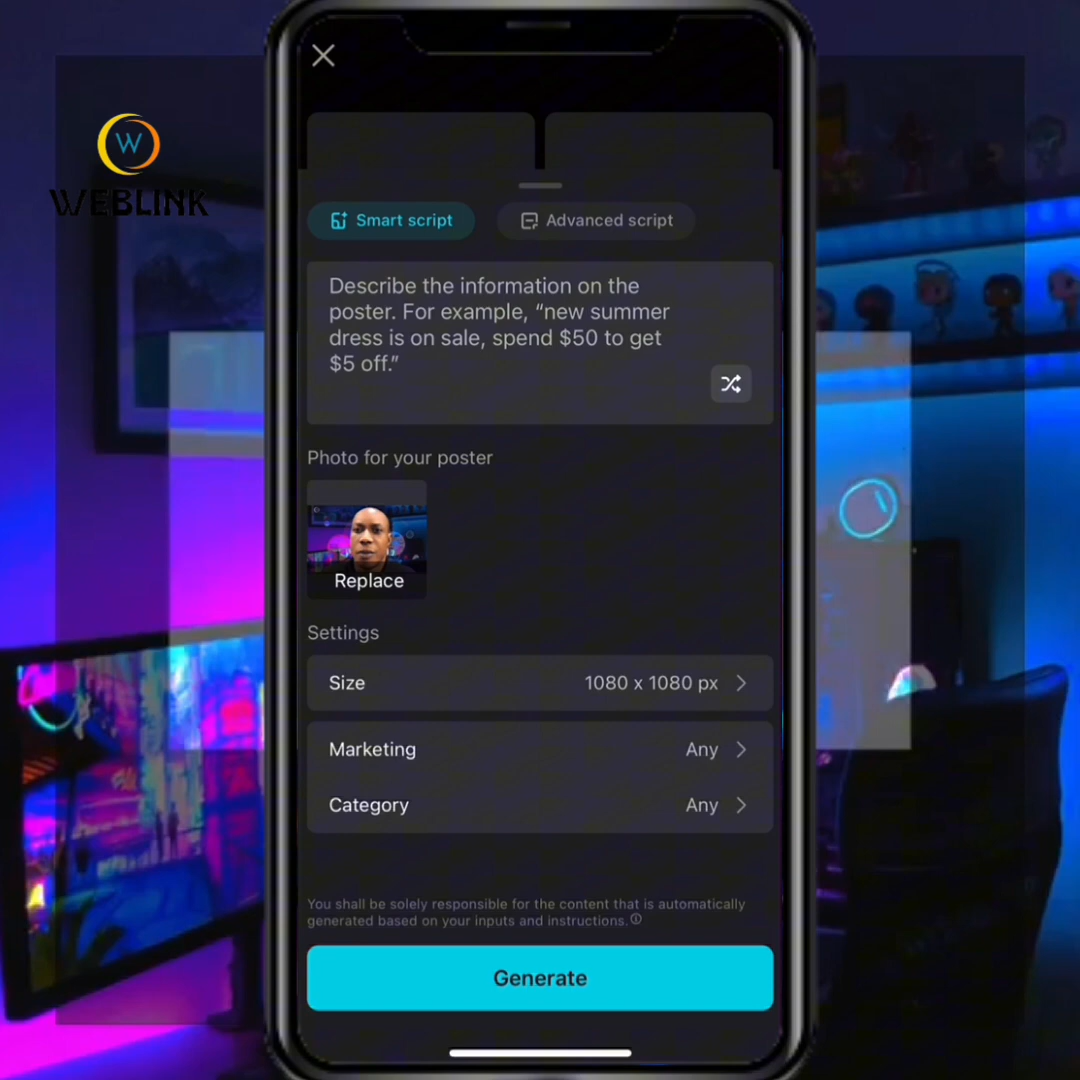 W
WEBLINK
Smart script
Advanced script
Describe the information on the
poster. For example, “new summer
dress is on sale, spend $50 to get
$5 off.”
Photo for your poster
Replace
Settings
Size 1080 x 1080 px
Marketing Any
Category Any
You shall be solely responsible for the content that is automatically
generated based on your inputs and instructions.
Generate